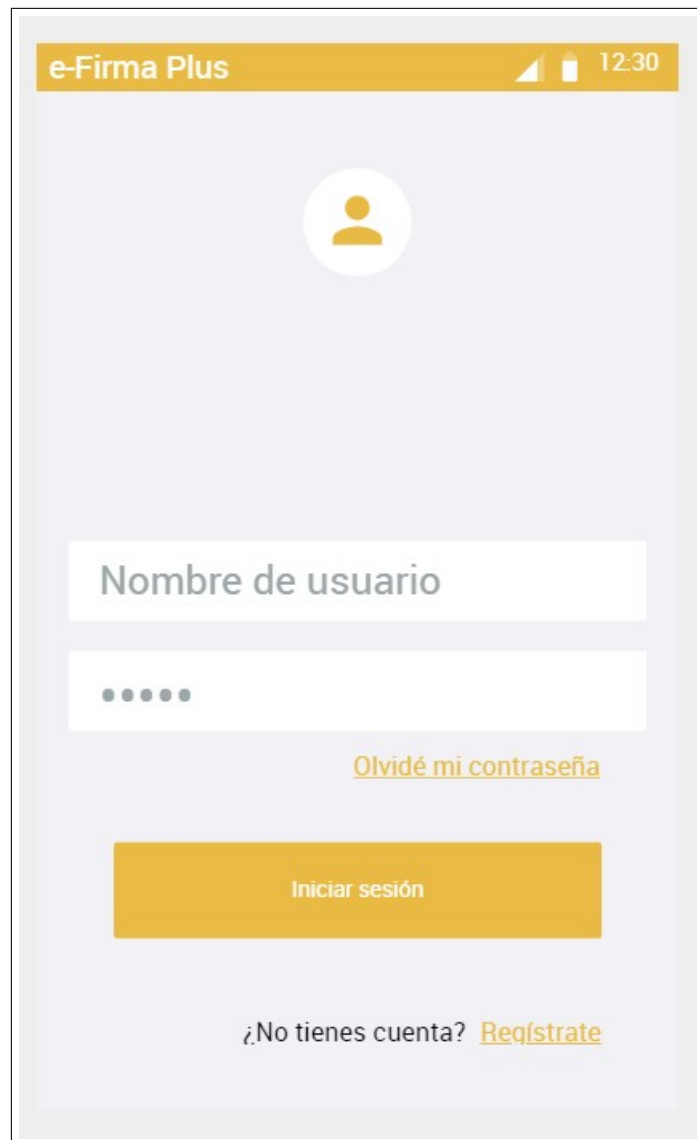 e-Firma Plus 12:30
Nombre de usuario
•••••
Olvidé mi contraseña
Iniciar sesión
¿No tienes cuenta? Regístrate